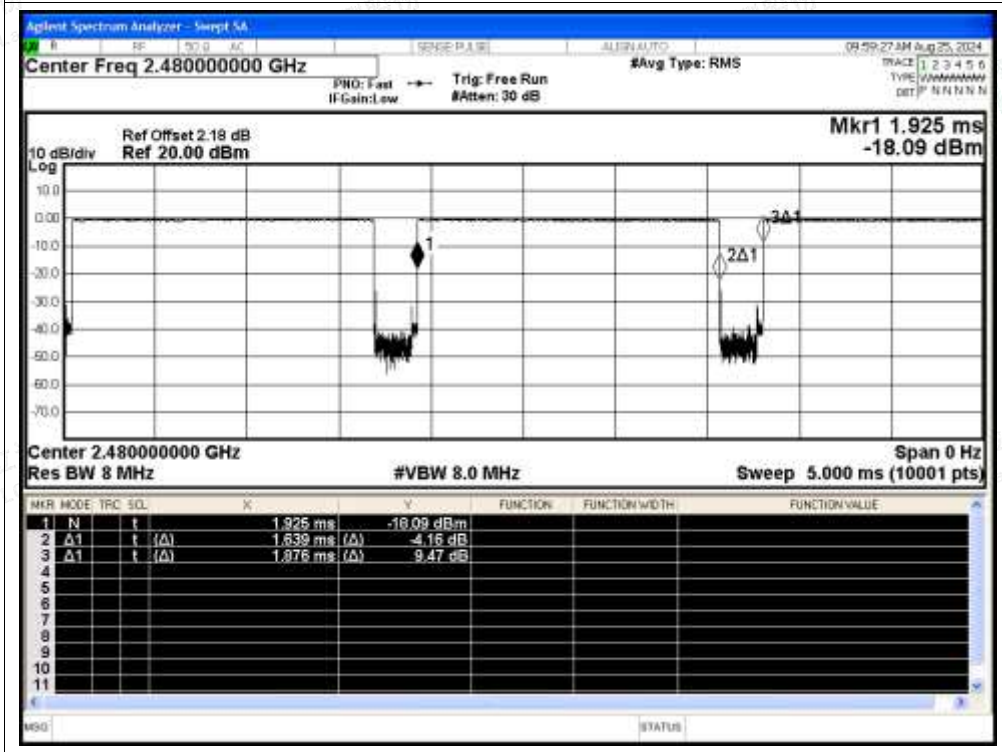 Agilent Spectrum Analyzer - Swept SA
R RF 50 Ω AC SENSE:PULSE ALIGN AUTO 09:59:27 AM Aug 25, 2024
Center Freq 2.480000000 GHz #Avg Type: RMS TRACE 1 2 3 4 5 6
PNO: Fast Trig: Free Run TYPE
IFGain:Low #Atten: 30 dB DET P N N N N N
Mkr1 1.925 ms
Ref Offset 2.18 dB
10 dB/div Ref 20.00 dBm -18.09 dBm
Log
10.0
0.00
3Δ1
-10.0
1
2Δ1
-20.0
-30.0
-40.0
-50.0
-60.0
-70.0
Center 2.480000000 GHz Span 0 Hz
Res BW 8 MHz #VBW 8.0 MHz Sweep 5.000 ms (10001 pts)
MKR MODE TRC SCL X Y FUNCTION FUNCTION WIDTH FUNCTION VALUE
1 N t 1.925 ms -18.09 dBm
2 Δ1 t (Δ) 1.639 ms (Δ) -4.16 dB
3 Δ1 t (Δ) 1.876 ms (Δ) 9.47 dB
4
5
6
7
8
9
10
11
MSG STATUS